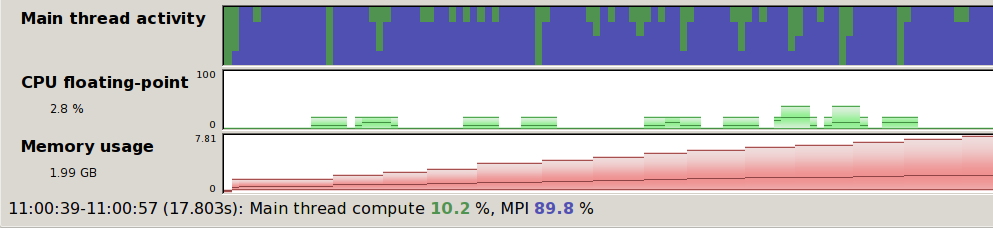 Main thread activity
CPU floating-point
100
2.8 %
0
Memory usage
7.81
1.99 GB
0
11:00:39-11:00:57 (17.803s): Main thread compute 10.2 %, MPI 89.8 %